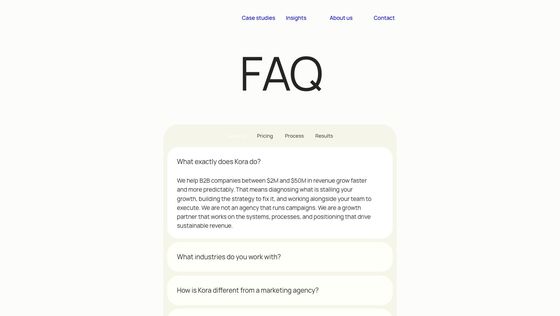 Case studies Insights About us Contact
FAQ
Pricing Process Results
What exactly does Kora do?
We help B2B companies between $2M and $50M in revenue grow faster
and more predictably. That means diagnosing what is stalling your
growth, building the strategy to fix it, and working alongside your team to
execute. We are not an agency that runs campaigns. We are a growth
partner that works on the systems, processes, and positioning that drive
sustainable revenue.
What industries do you work with?
How is Kora different from a marketing agency?